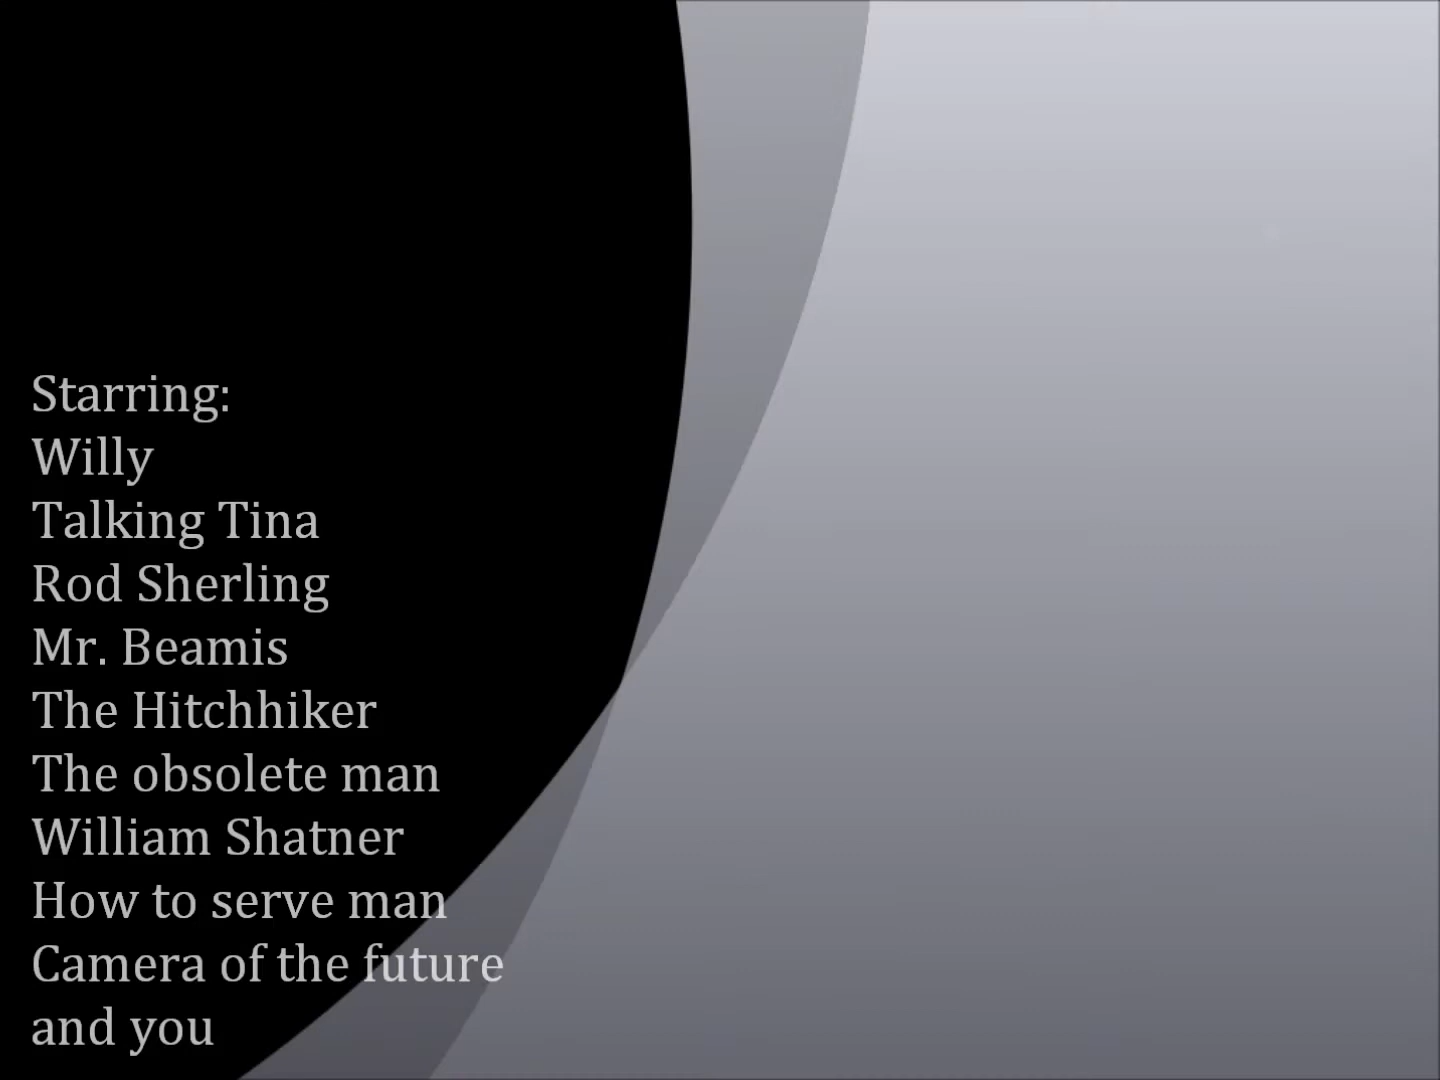 Starring:
Willy
Talking Tina
Rod Sherling
Mr. Beamis
The Hitchhiker
The obsolete man
William Shatner
How to serve man
Camera of the future
and you